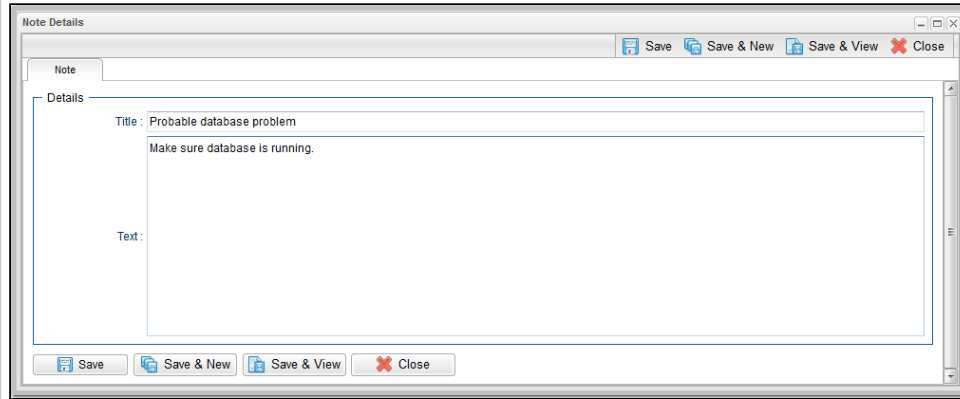 Note Details
Save Save & New Save & View Close
Note
Details
Title : Probable database problem
Make sure database is running.
Text :
Save Save & New Save & View Close